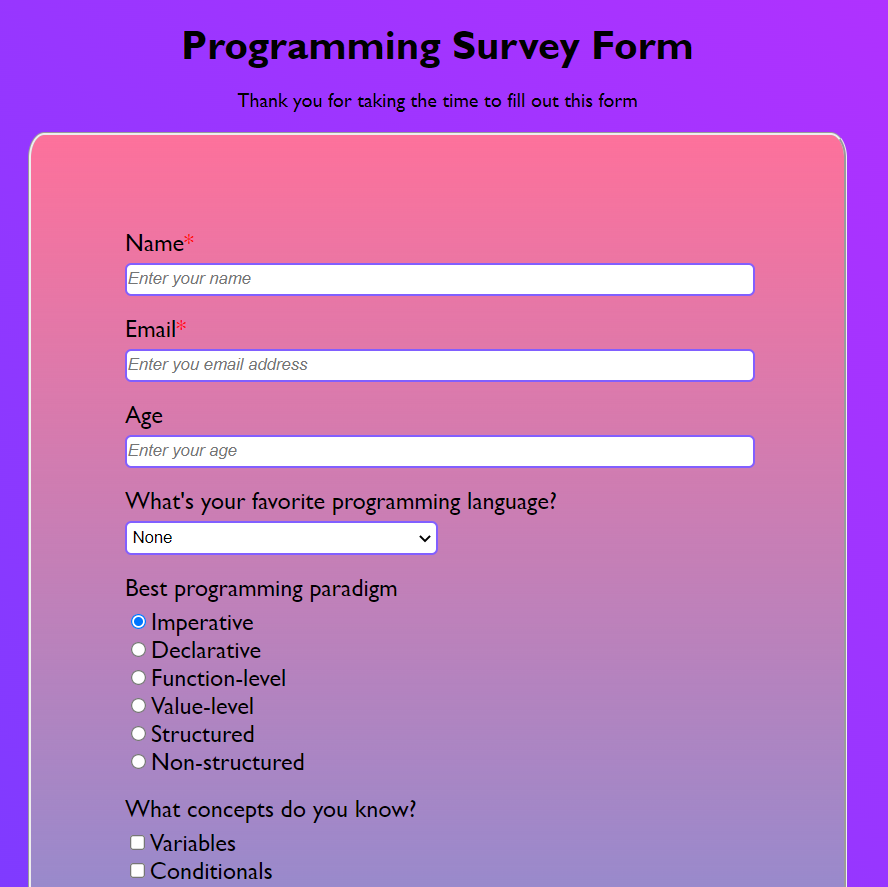 Programming Survey Form
Thank you for taking the time to fill out this form
Name*
Enter your name
Email*
Enter you email address
Age
Enter your age
What's your favorite programming language?
None
Best programming paradigm
Imperative
Declarative
Function-level
Value-level
Structured
Non-structured
What concepts do you know?
Variables
Conditionals